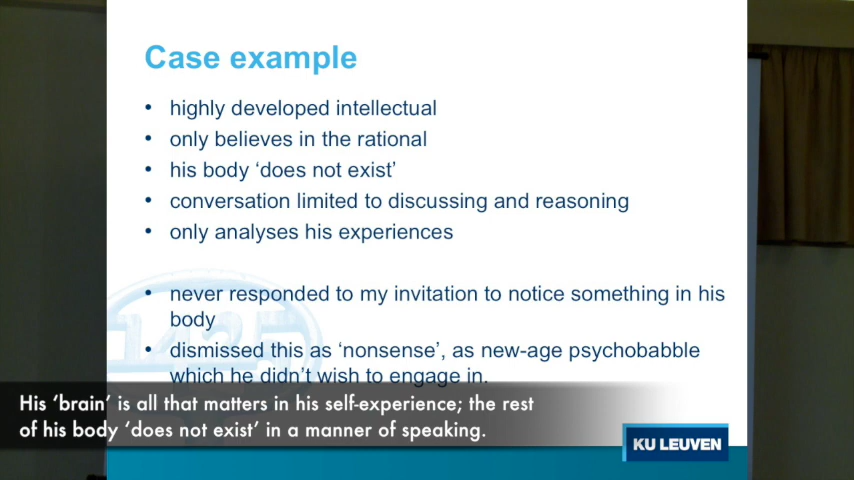 Case example
• highly developed intellectual
• only believes in the rational
• his body ‘does not exist’
• conversation limited to discussing and reasoning
• only analyses his experiences
• never responded to my invitation to notice something in his
body
• dismissed this as ‘nonsense’, as new-age psychobabble
which he didn’t wish to engage in.
His ‘brain’ is all that matters in his self-experience; the rest
of his body ‘does not exist’ in a manner of speaking.
KU LEUVEN